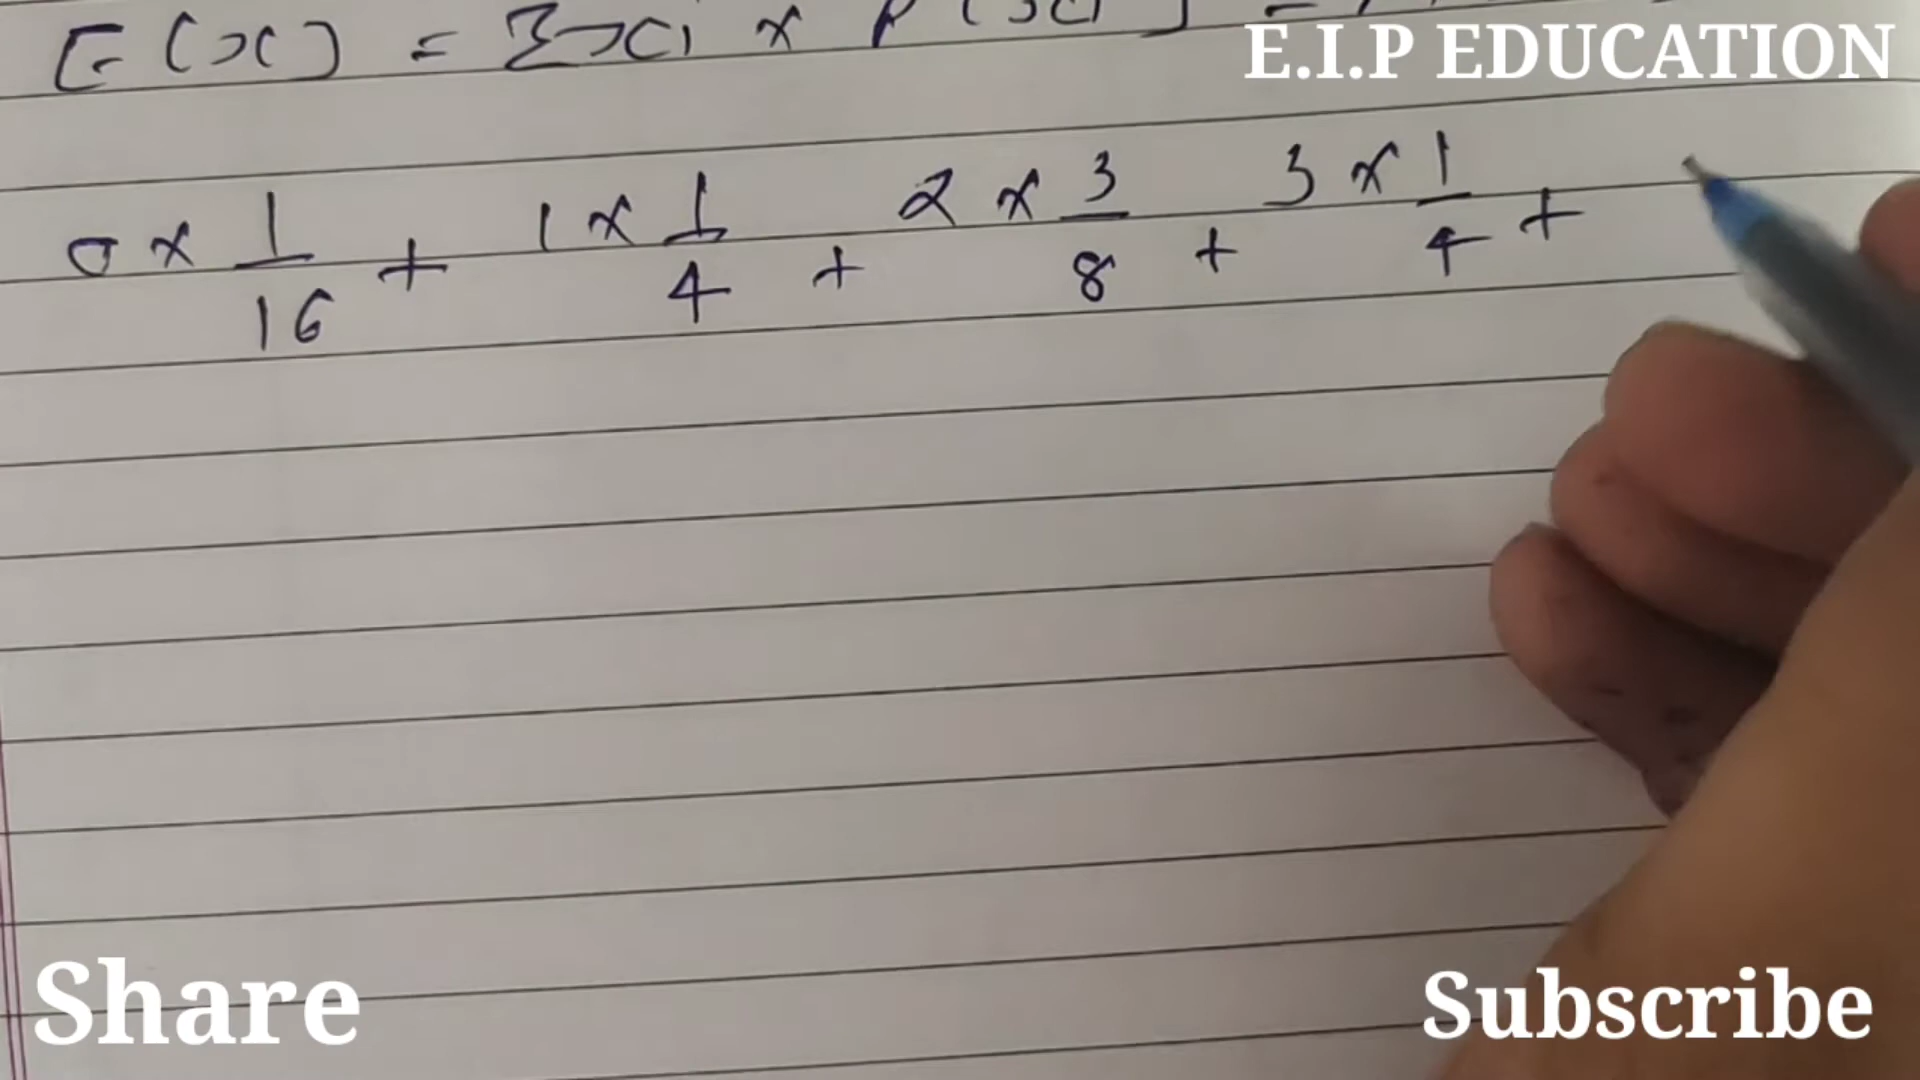 E(x) = Σxi × P(xi) =
E.I.P EDUCATION
0 × 1/16 + 1 × 1/4 + 2 × 3/8 + 3 × 1/4 +
Share
Subscribe